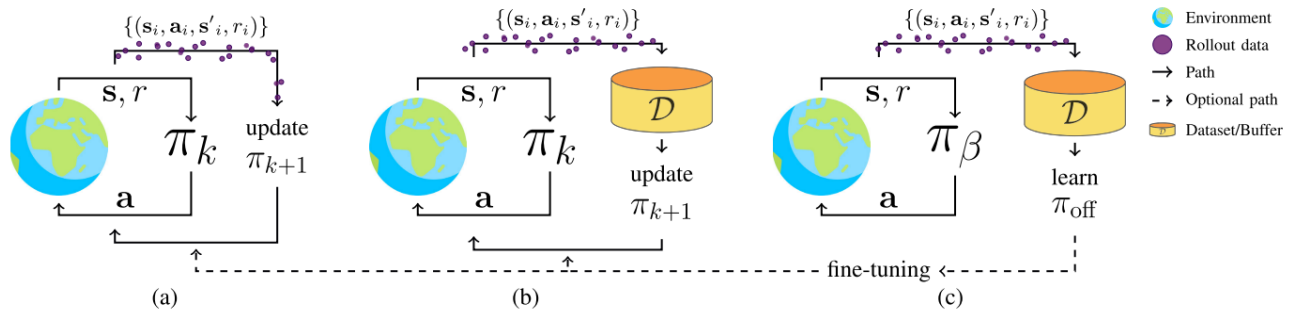 {(s_i, a_i, s'_i, r_i)}
s, r
π_k
a
update
π_{k+1}
(a)
{(s_i, a_i, s'_i, r_i)}
s, r
π_k
a
𝒟
update
π_{k+1}
(b)
{(s_i, a_i, s'_i, r_i)}
s, r
π_β
a
𝒟
learn
π_off
fine-tuning
(c)
Environment
Rollout data
Path
Optional path
𝒟 Dataset/Buffer